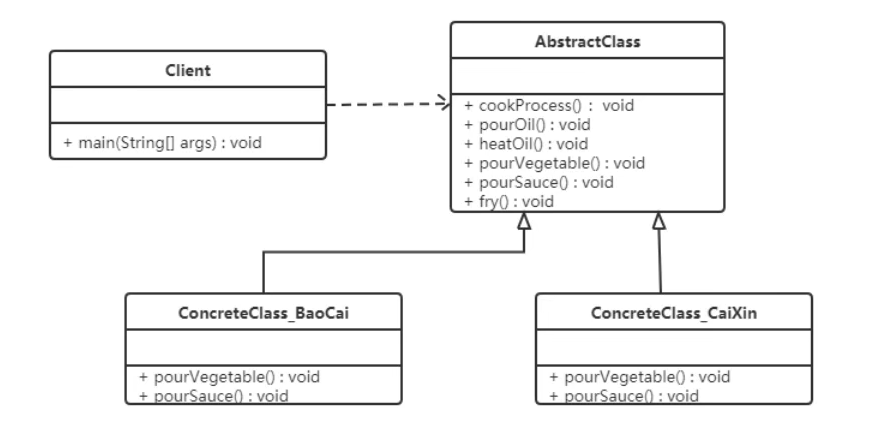 Client
+ main(String[] args) : void
AbstractClass
+ cookProcess() : void
+ pourOil() : void
+ heatOil() : void
+ pourVegetable() : void
+ pourSauce() : void
+ fry() : void
ConcreteClass_BaoCai
+ pourVegetable() : void
+ pourSauce() : void
ConcreteClass_CaiXin
+ pourVegetable() : void
+ pourSauce() : void